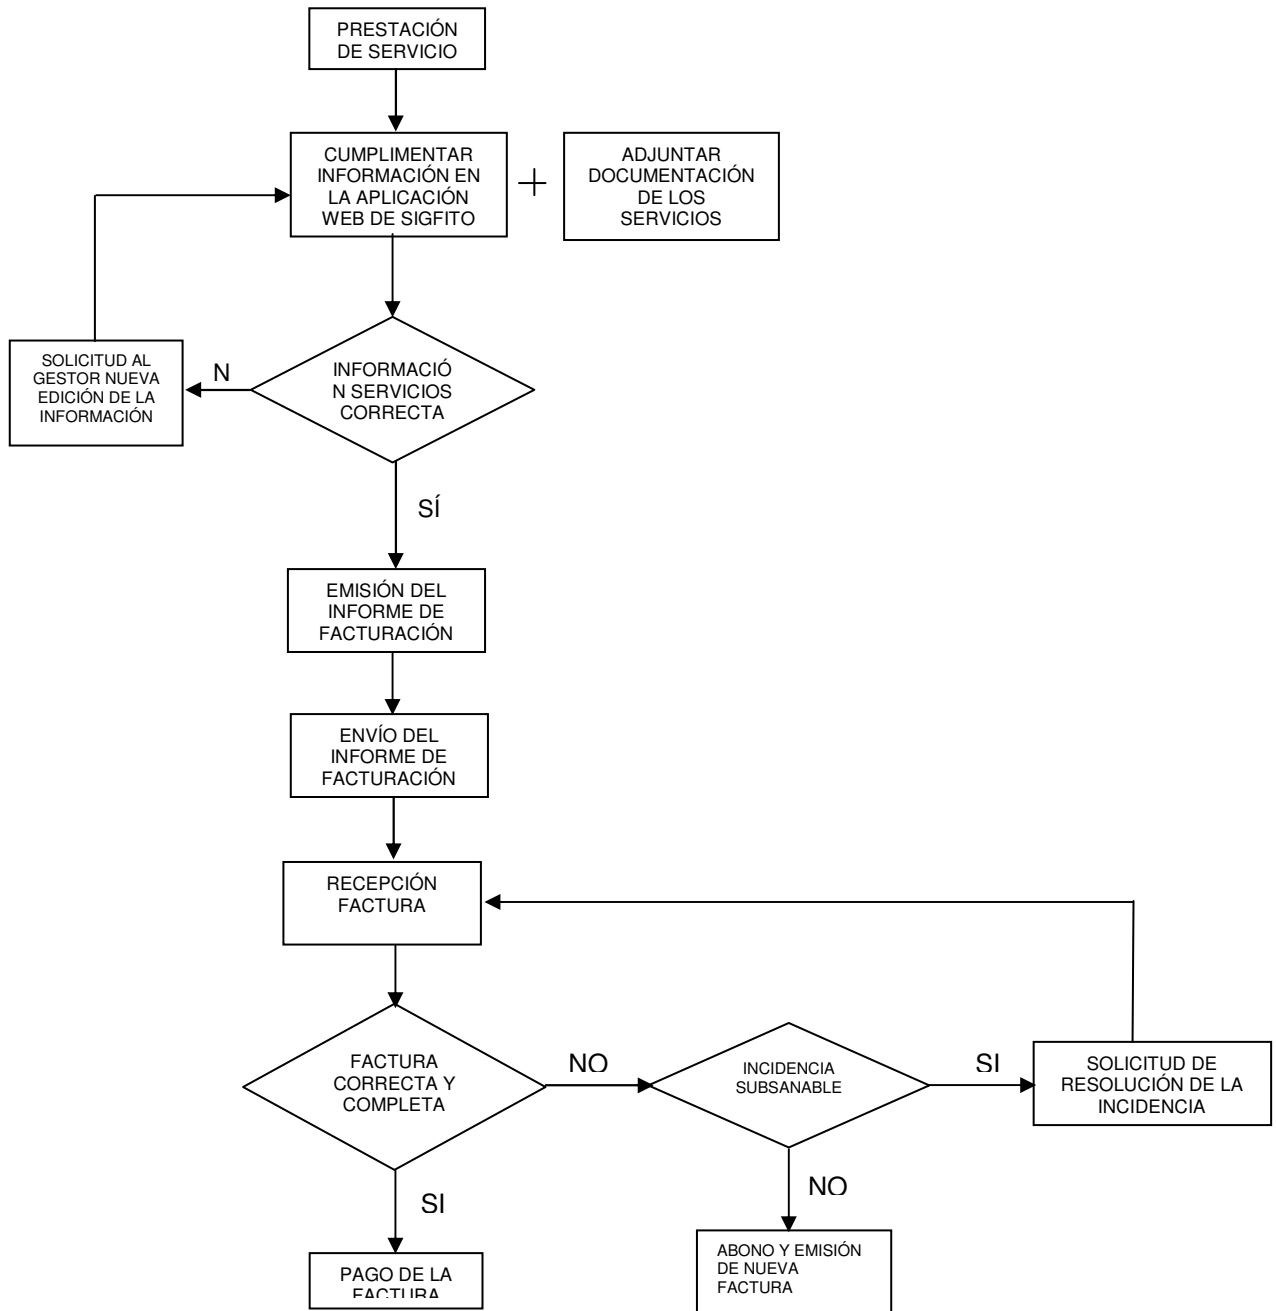 PRESTACIÓN
DE SERVICIO
CUMPLIMENTAR
INFORMACIÓN EN
LA APLICACIÓN
WEB DE SIGFITO
ADJUNTAR
DOCUMENTACIÓN
DE LOS
SERVICIOS
SOLICITUD AL
GESTOR NUEVA
EDICIÓN DE LA
INFORMACIÓN
N
INFORMACIÓ
N SERVICIOS
CORRECTA
SÍ
EMISIÓN DEL
INFORME DE
FACTURACIÓN
ENVÍO DEL
INFORME DE
FACTURACIÓN
RECEPCIÓN
FACTURA
FACTURA
CORRECTA Y
COMPLETA
NO
INCIDENCIA
SUBSANABLE
SI
SOLICITUD DE
RESOLUCIÓN DE LA
INCIDENCIA
SI
NO
PAGO DE LA
FACTURA
ABONO Y EMISIÓN
DE NUEVA
FACTURA